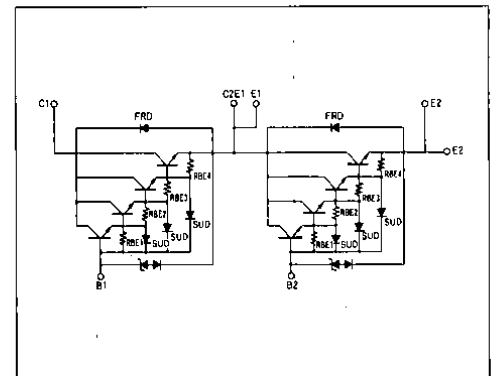 C1 C2E1 E1 E2
FRD FRD
E2
RBE4 RBE4
RBE3 RBE3
RBE2 RBE2
SUD SUD
SUD SUD
RBE1 SUD RBE1 SUD
B1 B2